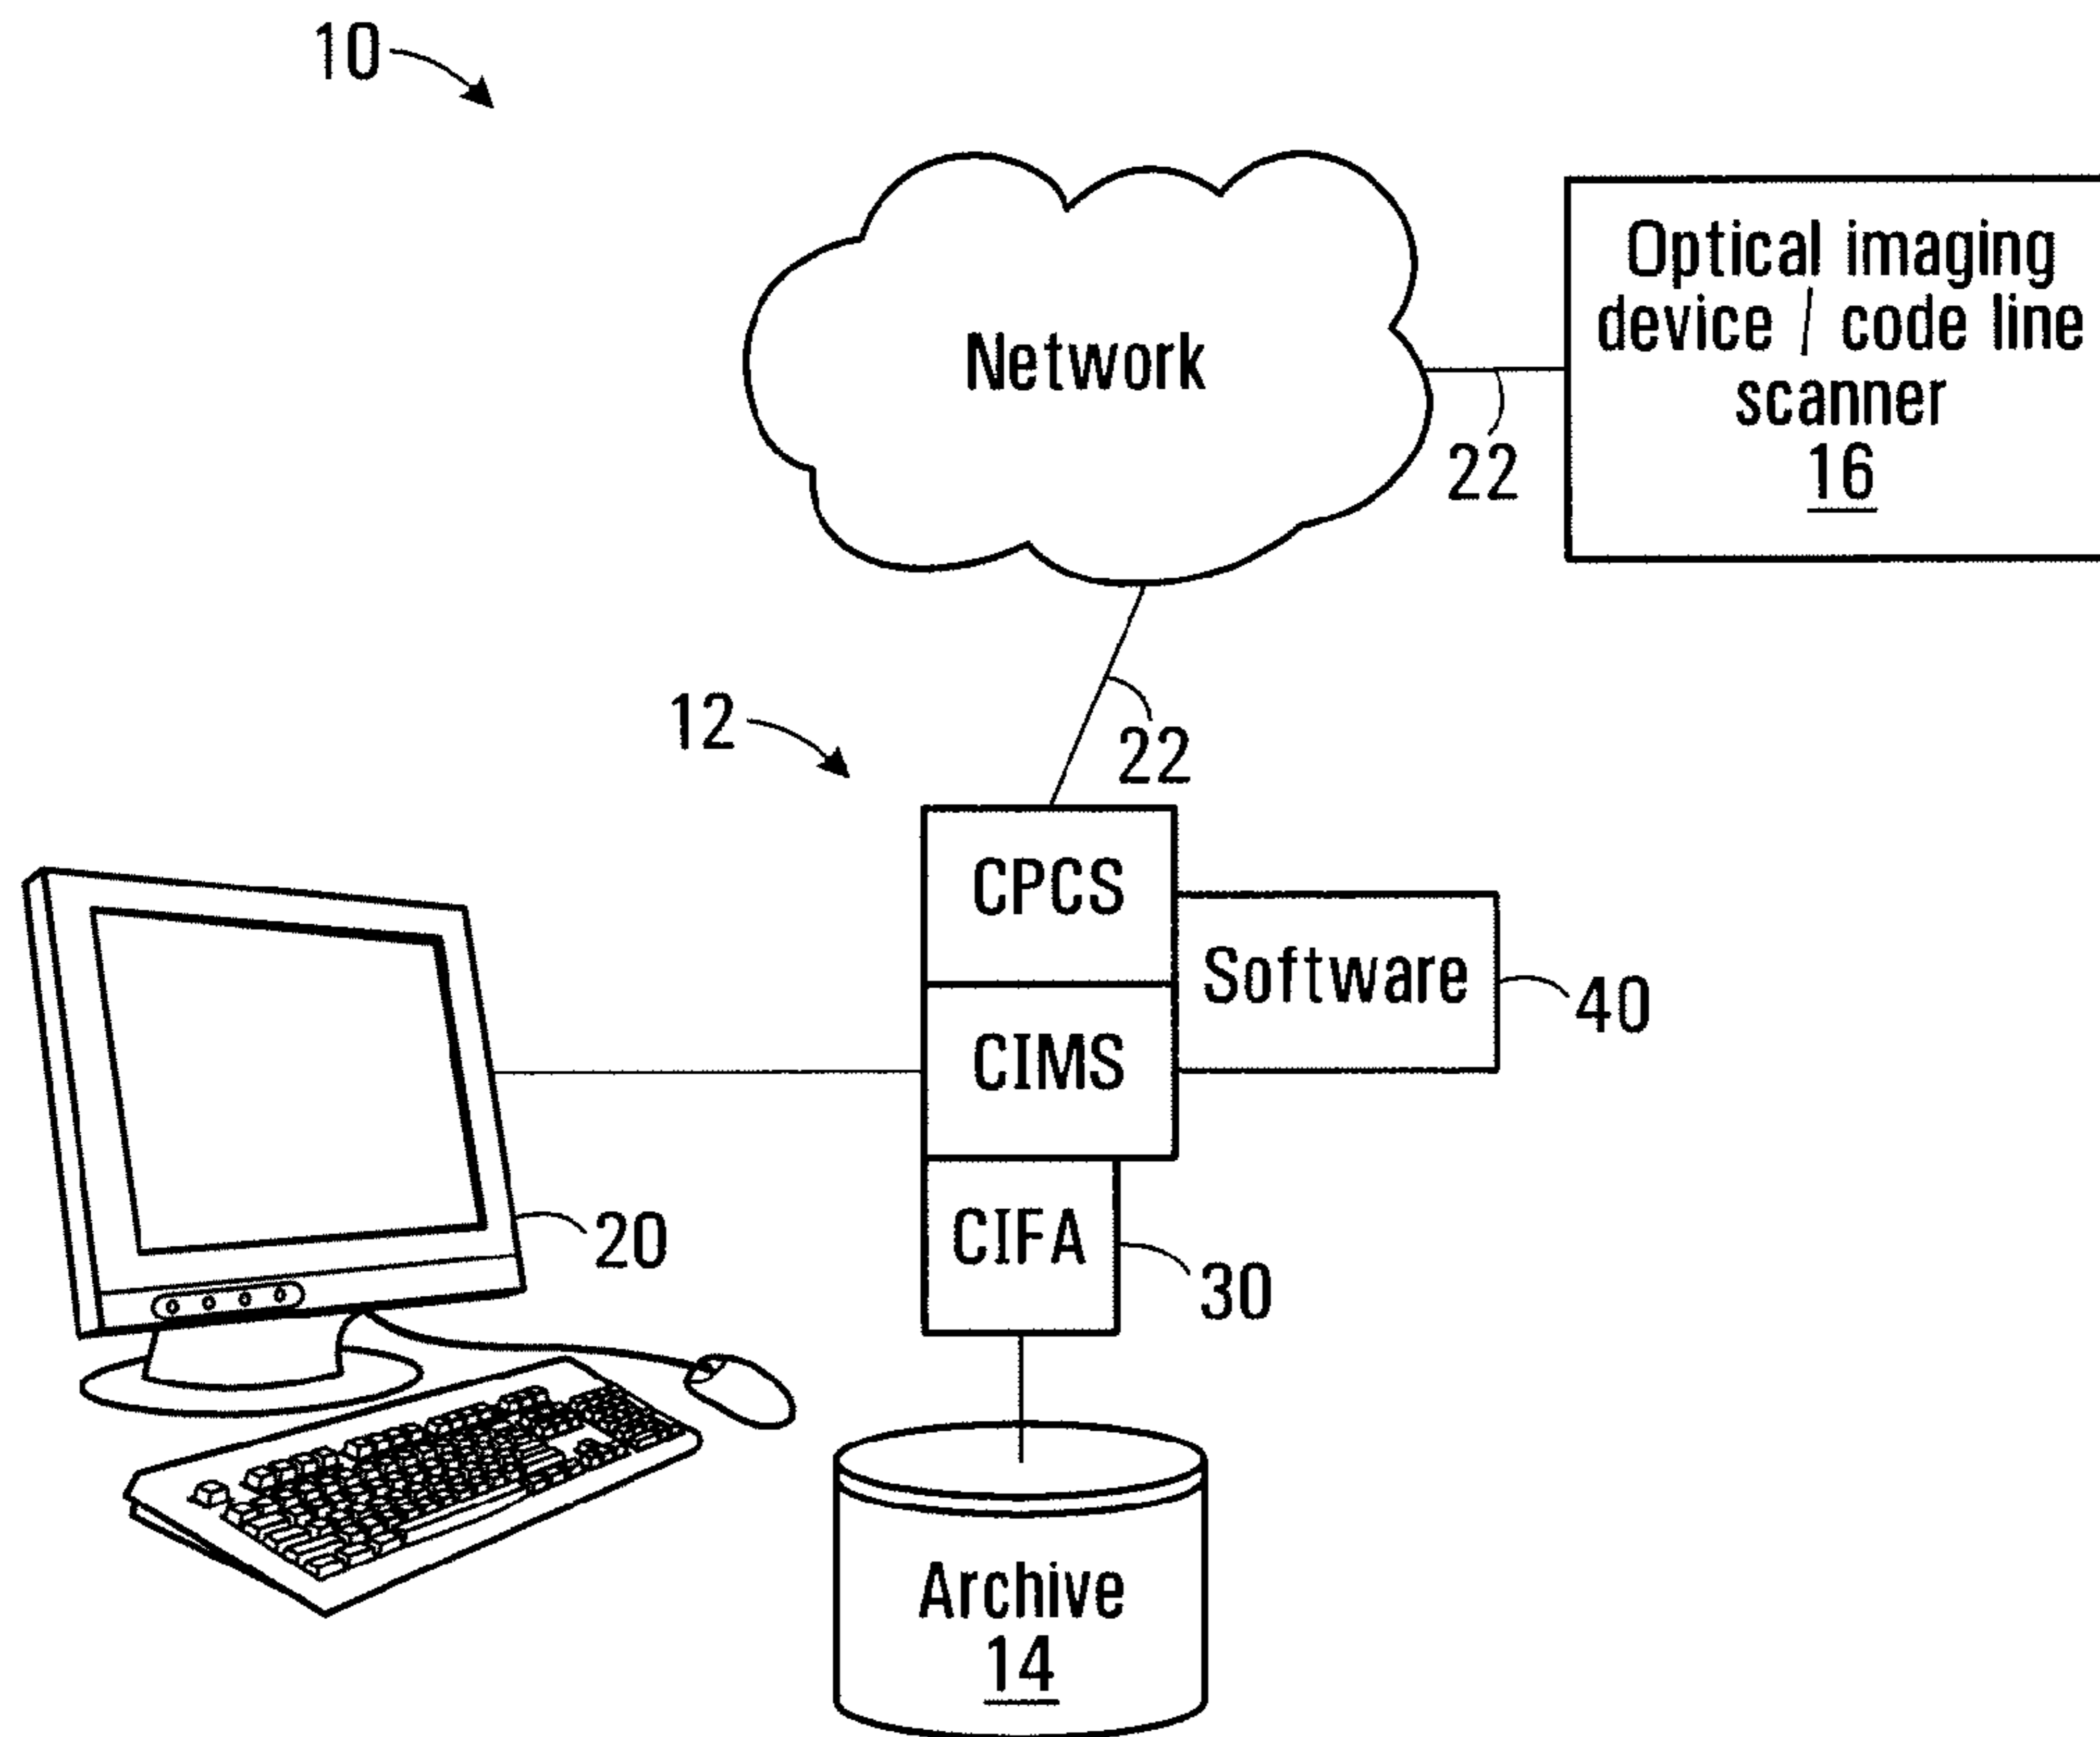 10
Network
Optical imaging
device / code line
scanner
16
22
22
12
CPCS
Software
40
CIMS
20
CIFA
30
Archive
14